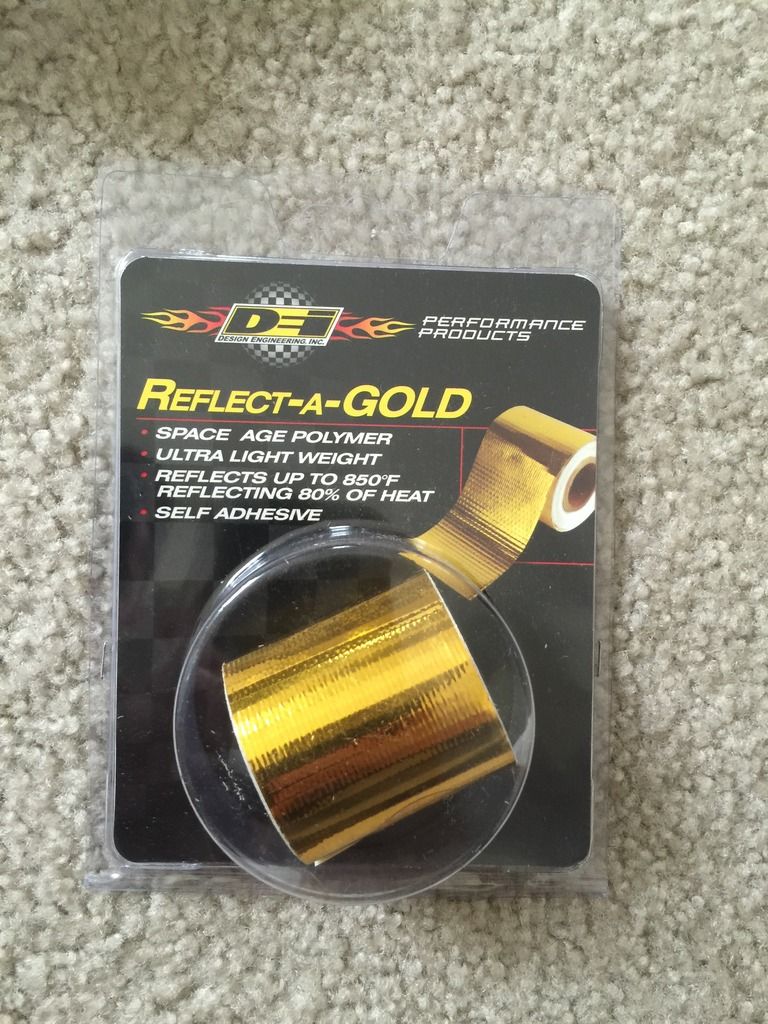 DEi
DESIGN ENGINEERING, INC.
PERFORMANCE
PRODUCTS
REFLECT-A-GOLD
• SPACE AGE POLYMER
• ULTRA LIGHT WEIGHT
• REFLECTS UP TO 850°F
REFLECTING 80% OF HEAT
• SELF ADHESIVE